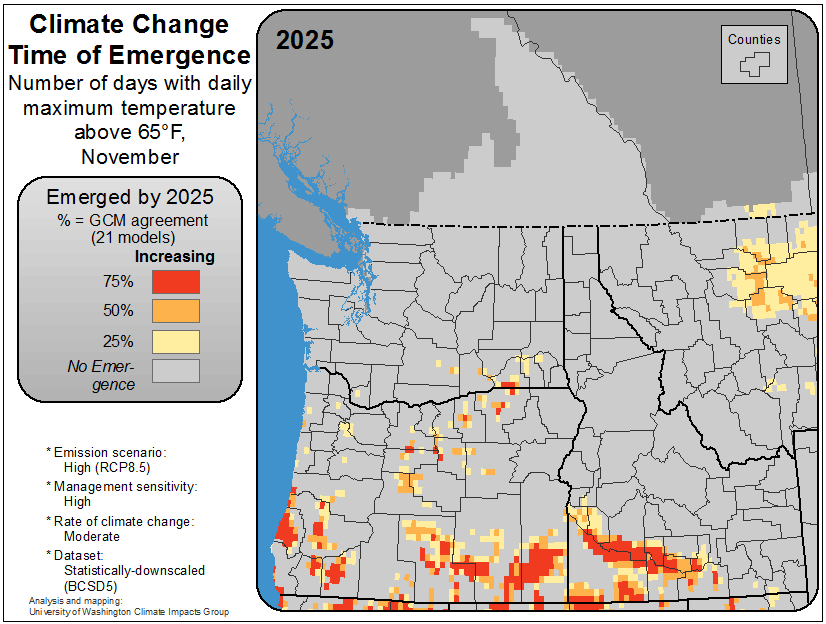 Climate Change
Time of Emergence
Number of days with daily
maximum temperature
above 65°F,
November
Emerged by 2025
% = GCM agreement
(21 models)
Increasing
75%
50%
25%
No Emer-
gence
* Emission scenario:
High (RCP8.5)
* Management sensitivity:
High
* Rate of climate change:
Moderate
* Dataset:
Statistically-downscaled
(BCSD5)
Analysis and mapping:
University of Washington Climate Impacts Group
2025
Counties